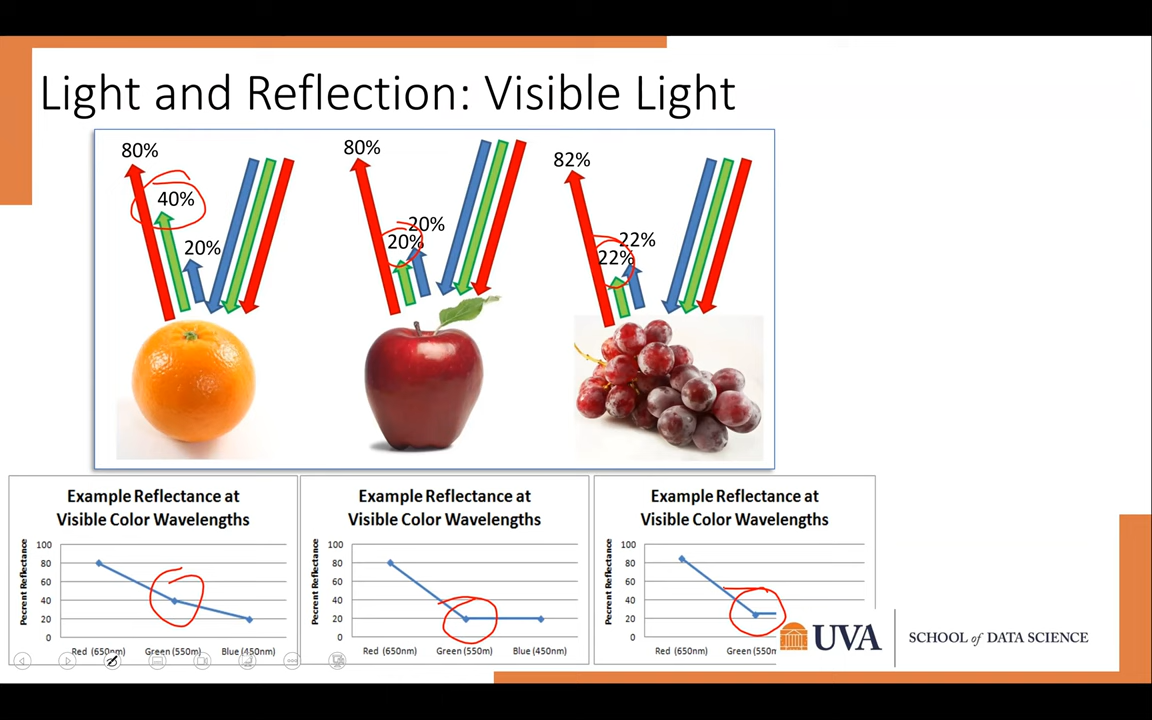 Light and Reflection: Visible Light
80%
40%
20%
80%
20%
20%
82%
22%
22%
Example Reflectance at
Visible Color Wavelengths
Pecrent Reflectance
100
80
60
40
20
0
Red (650nm) Green (550m) Blue (450nm)
Example Reflectance at
Visible Color Wavelengths
Pecrent Reflectance
100
80
60
40
20
0
Red (650nm) Green (550m) Blue (450nm)
Example Reflectance at
Visible Color Wavelengths
Pecrent Reflectance
100
80
60
40
20
0
Red (650nm) Green (550m
UVA SCHOOL of DATA SCIENCE